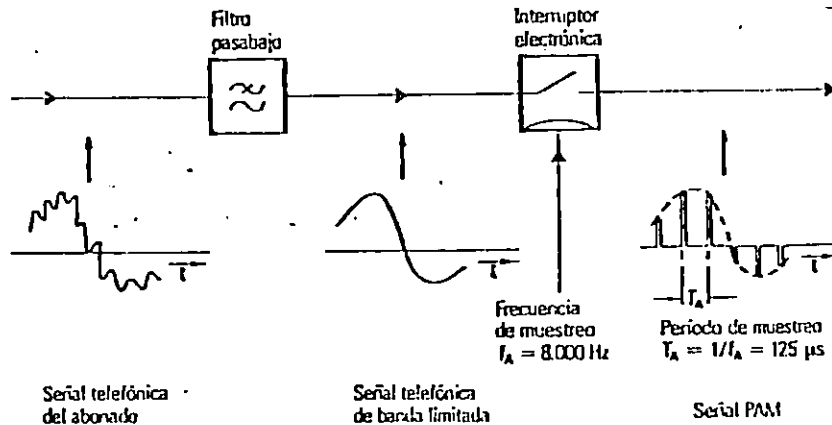 Filtro
pasabajo
Interruptor
electrónica
t
t
t
T_A
Frecuencia
de muestreo
f_A = 8.000 Hz
Período de muestreo
T_A = 1/f_A = 125 µs
Señal telefónica
del abonado
Señal telefónica
de banda limitada
Señal PAM